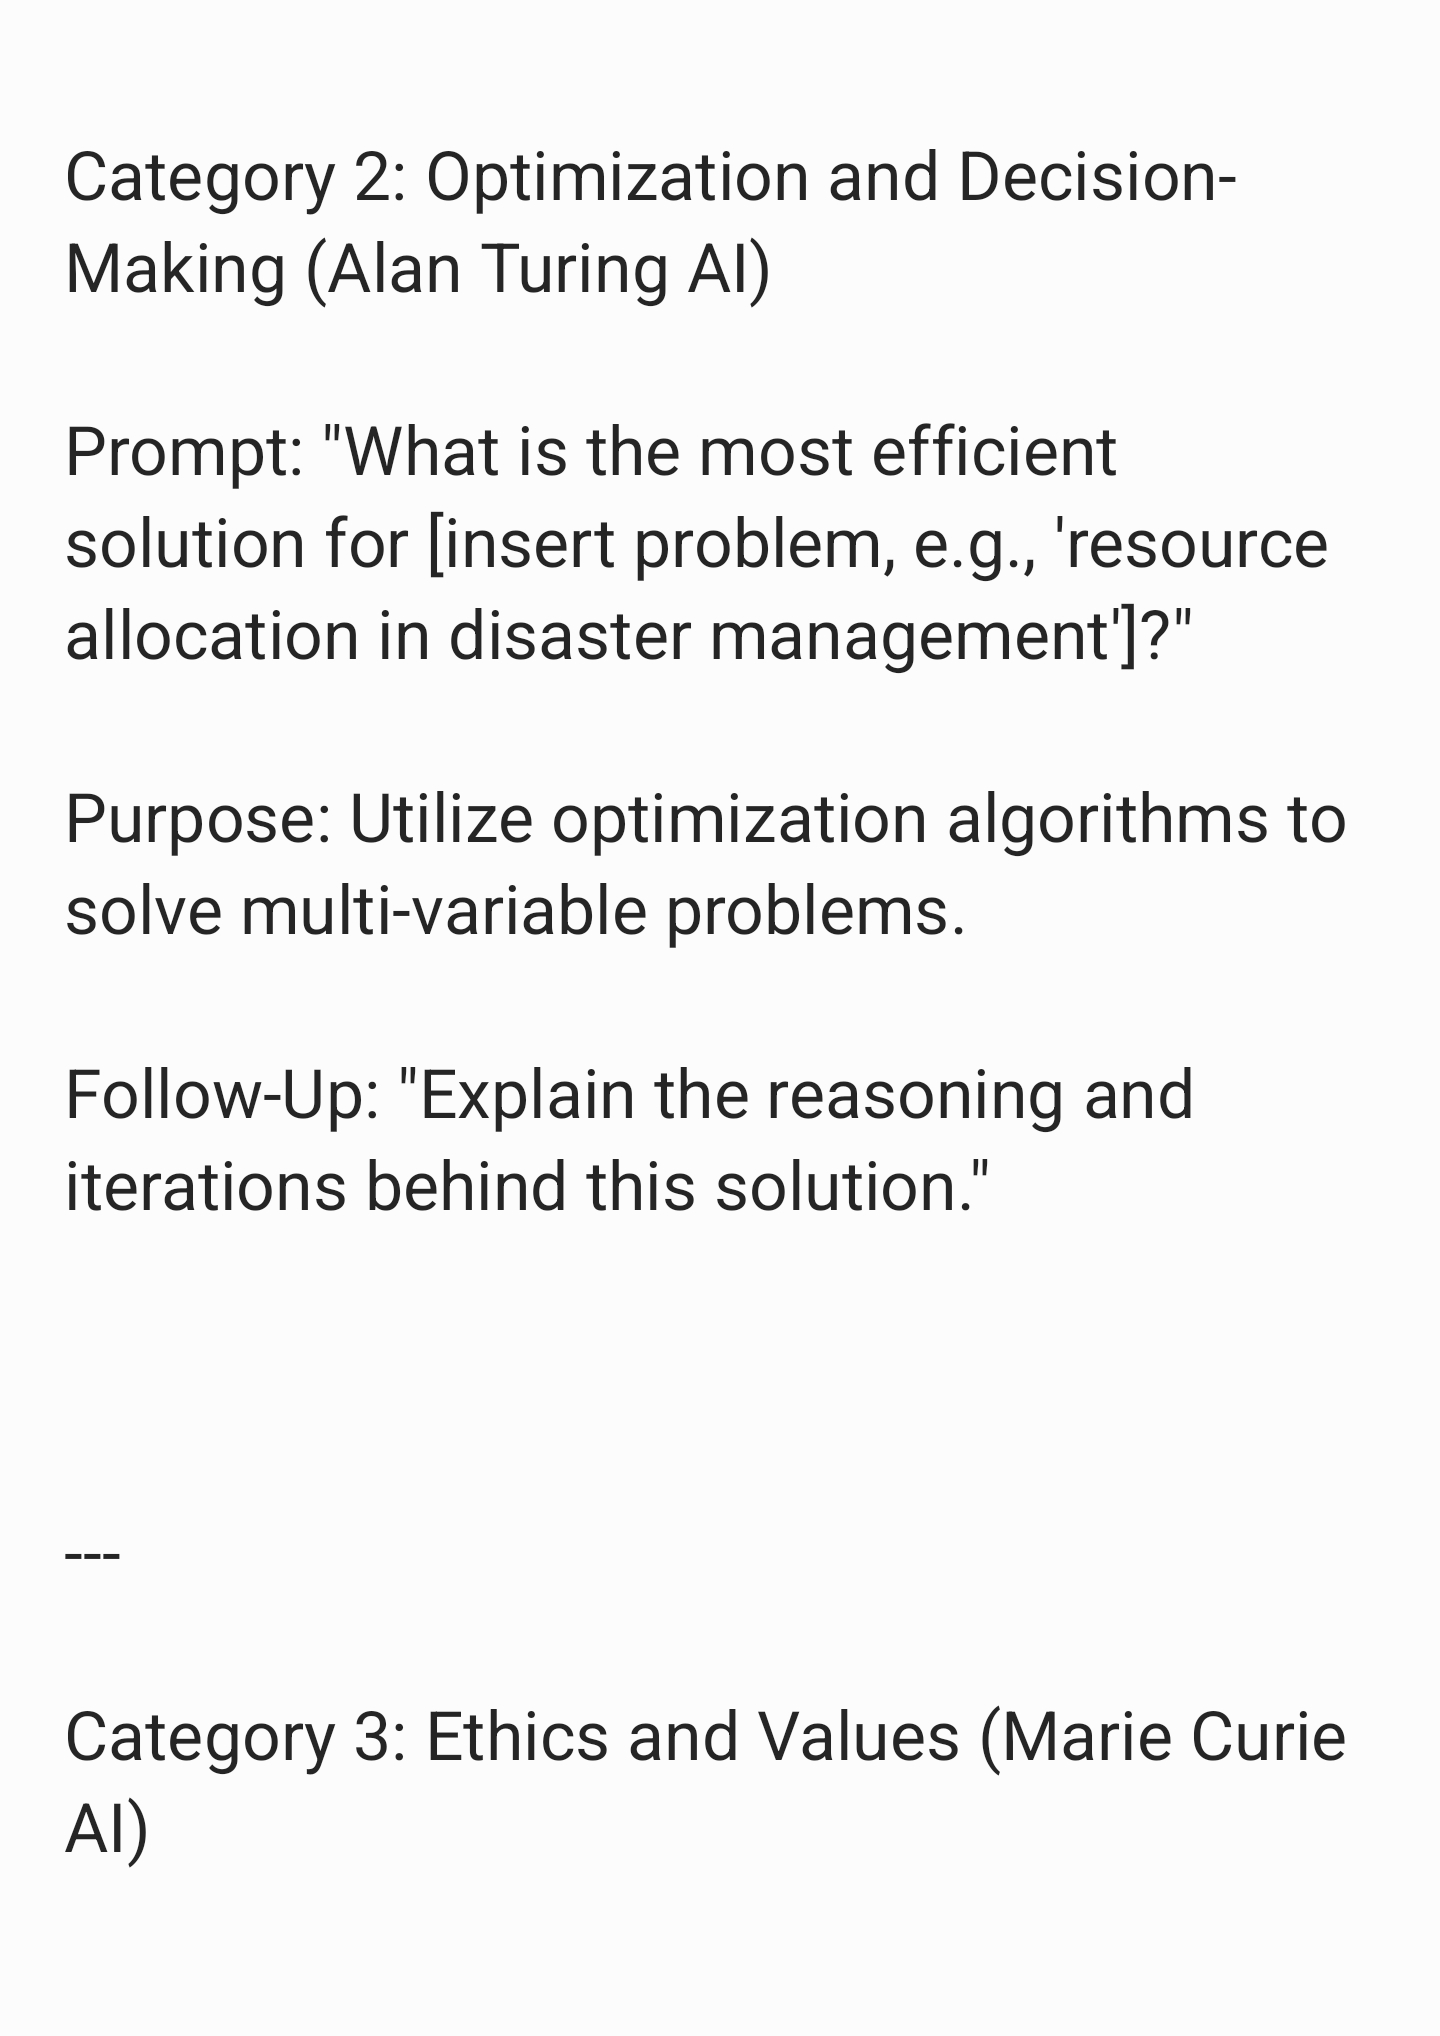 Category 2: Optimization and Decision-
Making (Alan Turing AI)
Prompt: "What is the most efficient
solution for [insert problem, e.g., 'resource
allocation in disaster management']?"
Purpose: Utilize optimization algorithms to
solve multi-variable problems.
Follow-Up: "Explain the reasoning and
iterations behind this solution."
---
Category 3: Ethics and Values (Marie Curie
AI)